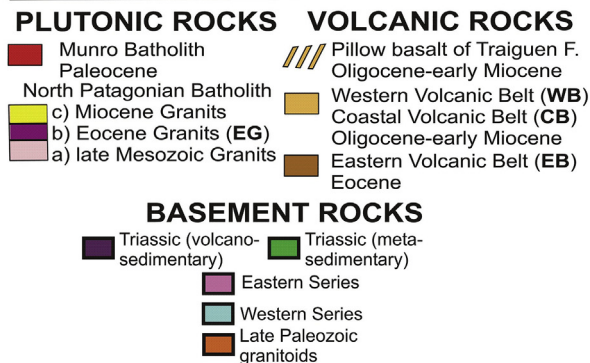 PLUTONIC ROCKS
Munro Batholith
Paleocene
North Patagonian Batholith
c) Miocene Granits
b) Eocene Granits (EG)
a) late Mesozoic Granits
VOLCANIC ROCKS
Pillow basalt of Traiguen F.
Oligocene-early Miocene
Western Volcanic Belt (WB)
Coastal Volcanic Belt (CB)
Oligocene-early Miocene
Eastern Volcanic Belt (EB)
Eocene
BASEMENT ROCKS
Triassic (volcano-
sedimentary)
Triassic (meta-
sedimentary)
Eastern Series
Western Series
Late Paleozoic
granitoids